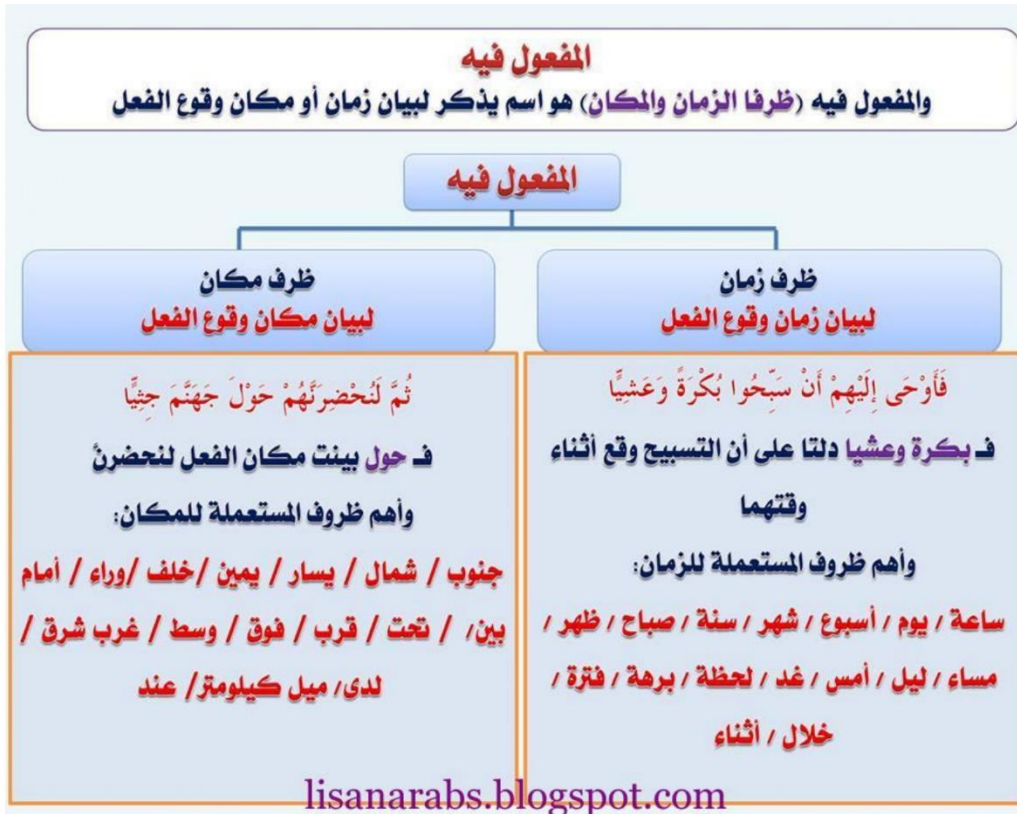 المفعول فيه
والمفعول فيه (ظرفا الزمان والمكان) هو اسم يذكر لبيان زمان أو مكان وقوع الفعل
المفعول فيه
ظرف زمان
لبيان زمان وقوع الفعل
فَأَوْحَى إِلَيْهِمْ أَنْ سَبِّحُوا بُكْرَةً وَعَشِيًّا
فـ بكرة وعشيا دلتا على أن التسبيح وقع أثناء
وقتهما
وأهم ظروف المستعملة للزمان:
ساعة / يوم / أسبوع / شهر / سنة / صباح / ظهر /
مساء / ليل / أمس / غد / لحظة / برهة / فترة /
خلال / أثناء
ظرف مكان
لبيان مكان وقوع الفعل
ثُمَّ لَنُحْضِرَنَّهُمْ حَوْلَ جَهَنَّمَ جِثِيًّا
فـ حول بينت مكان الفعل لنحضرنَّ
وأهم ظروف المستعملة للمكان:
جنوب / شمال / يسار / يمين /خلف /وراء / أمام
بين/ / تحت / قرب / فوق / وسط / غرب شرق /
لدى/ ميل كيلومتر/ عند
lisanarabs.blogspot.com